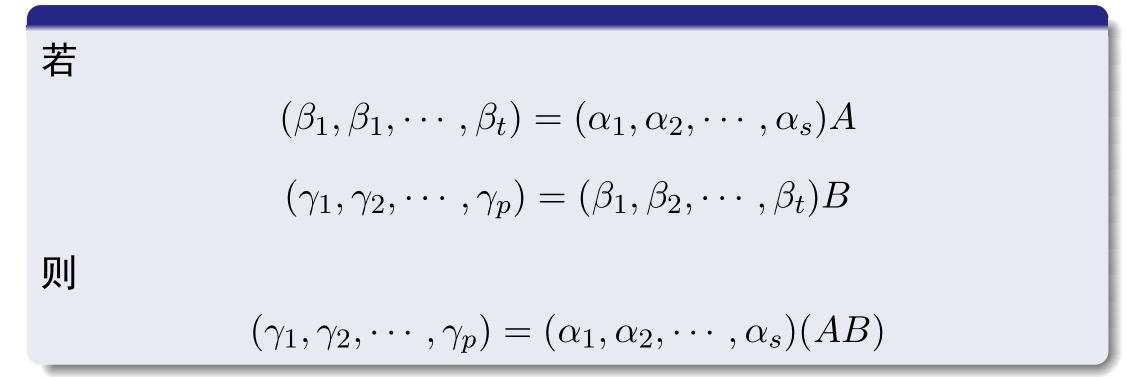 若
(β₁, β₁, ⋯ , βₜ) = (α₁, α₂, ⋯ , αₛ)A
(γ₁, γ₂, ⋯ , γₚ) = (β₁, β₂, ⋯ , βₜ)B
则
(γ₁, γ₂, ⋯ , γₚ) = (α₁, α₂, ⋯ , αₛ)(AB)